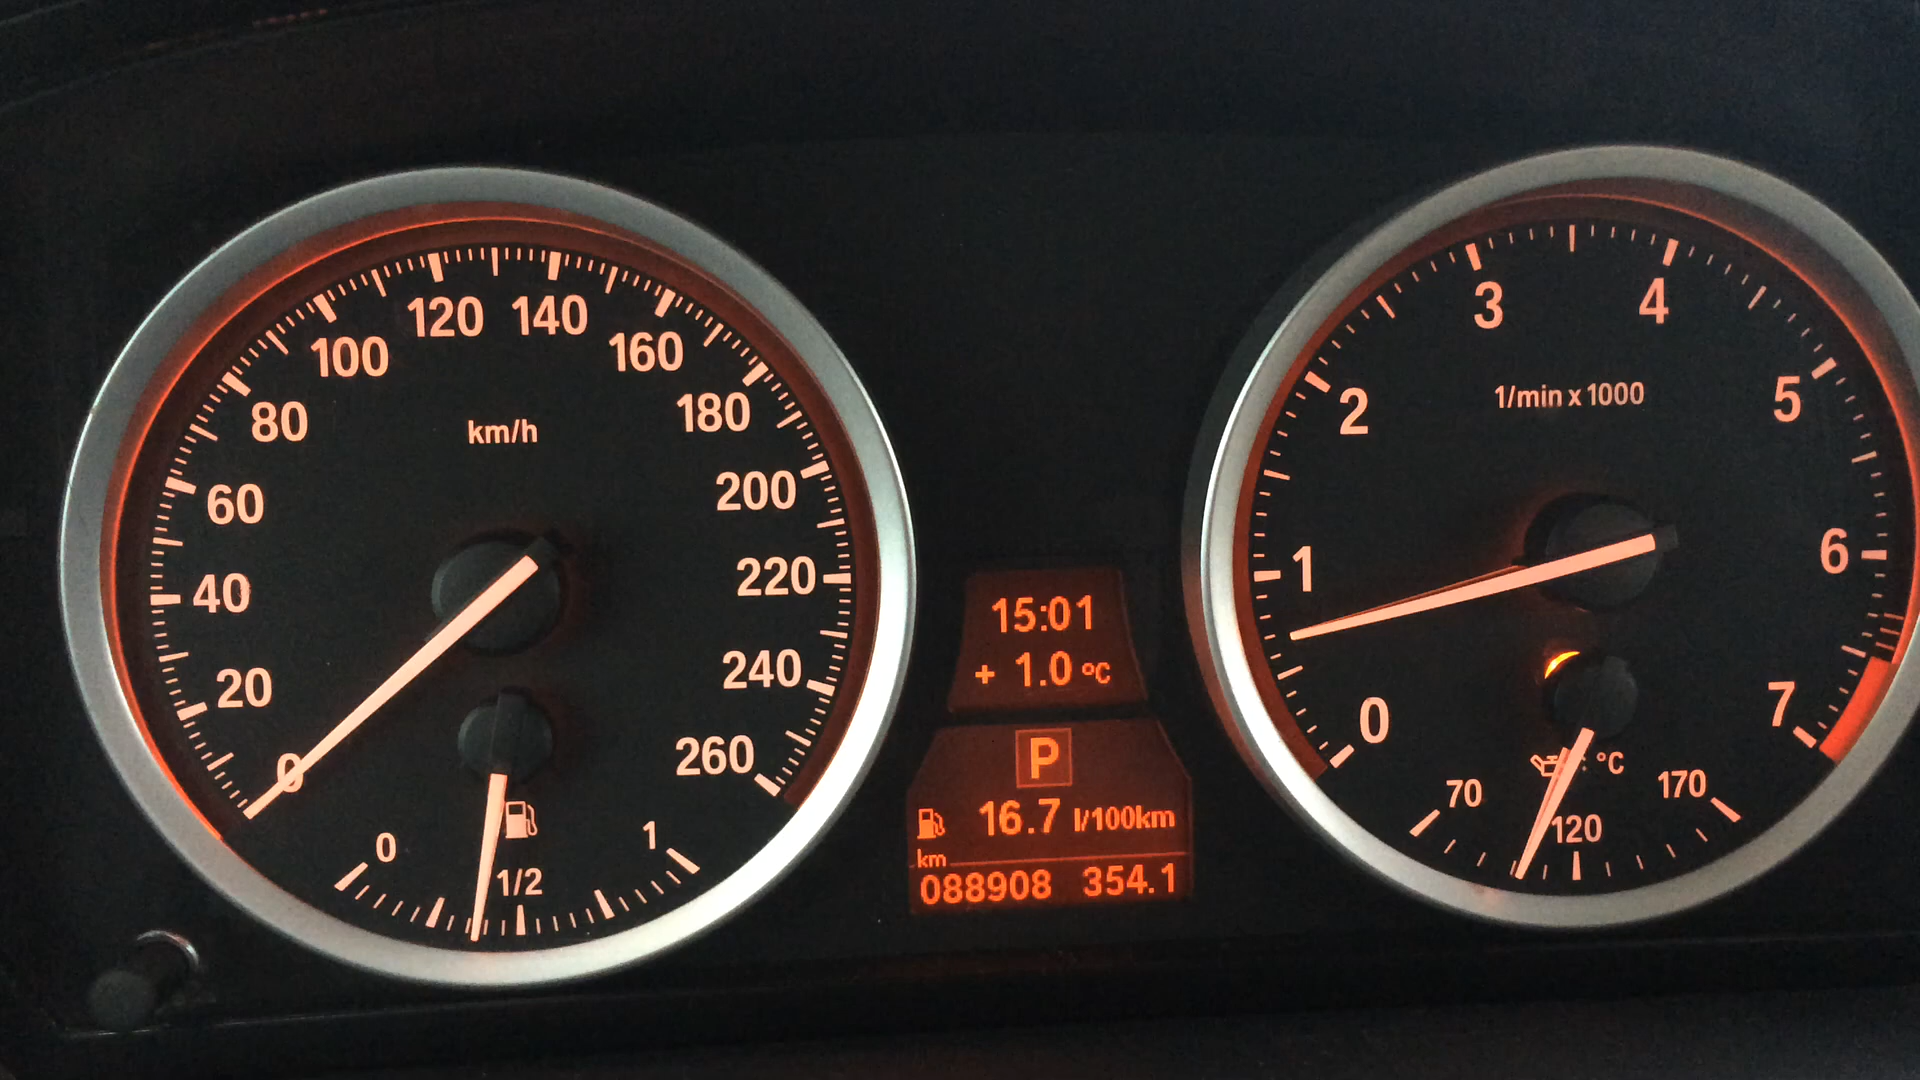 120 140
100 160
80 180
km/h
60 200
40 220
20 240
0 260
0 1/2 1
15:01
+ 1.0 °C
P
16.7 l/100km
km
088908 354.1
3 4
2 5
1/min x 1000
1 6
0 7
°C
70 120 170